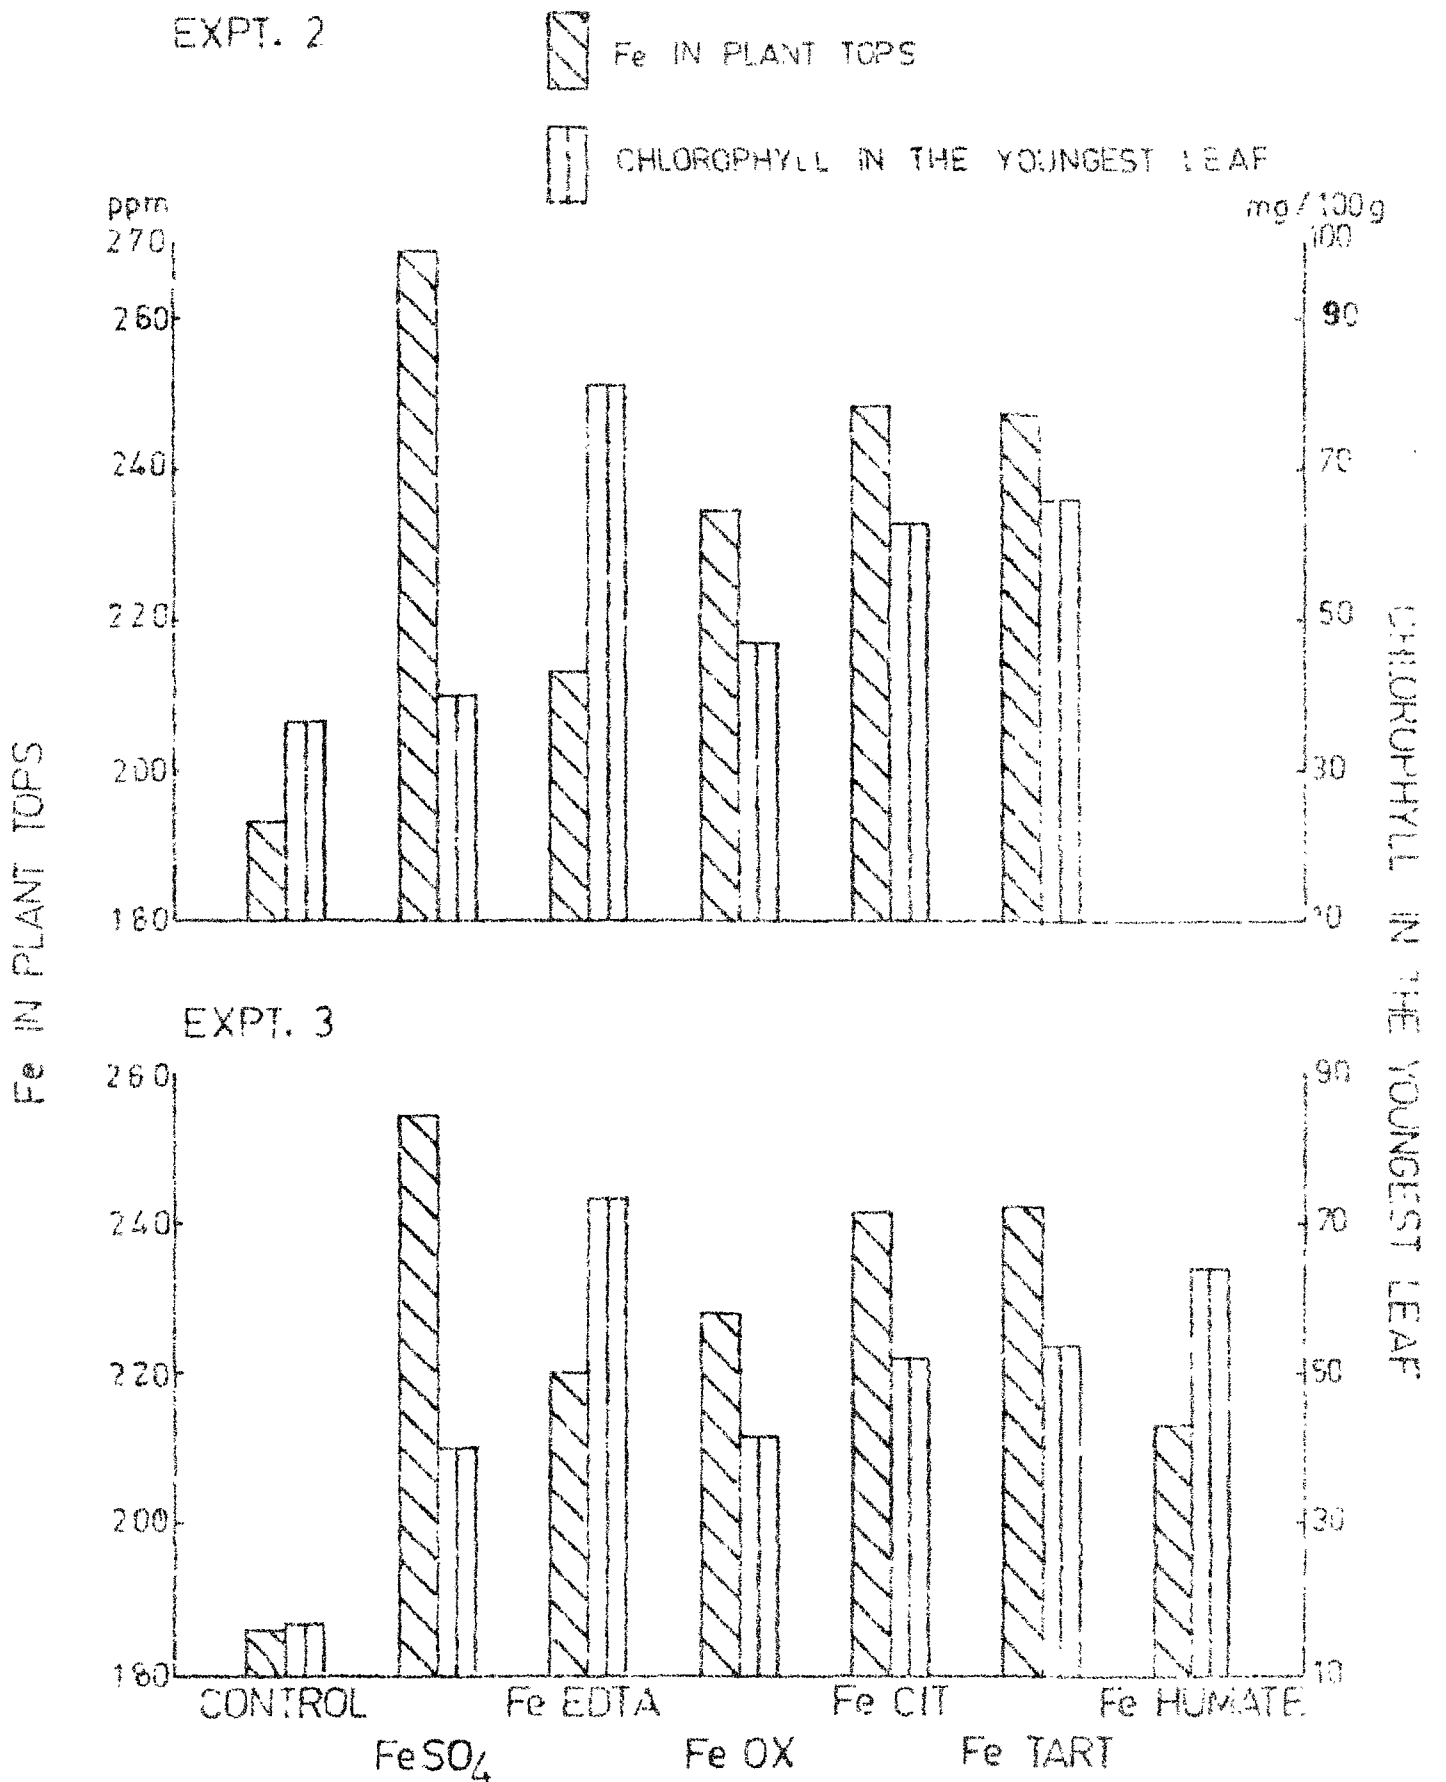 EXPT. 2
Fe IN PLANT TOPS
CHLOROPHYLL IN THE YOUNGEST LEAF
ppm
mg/100g
270
100
260
90
240
70
220
50
200
30
180
10
Fe IN PLANT TOPS
CHLOROPHYLL IN THE YOUNGEST LEAF
EXPT. 3
260
90
240
70
220
50
200
30
180
10
CONTROL
Fe EDTA
Fe CIT
Fe HUMATE
FeSO4
Fe OX
Fe TART